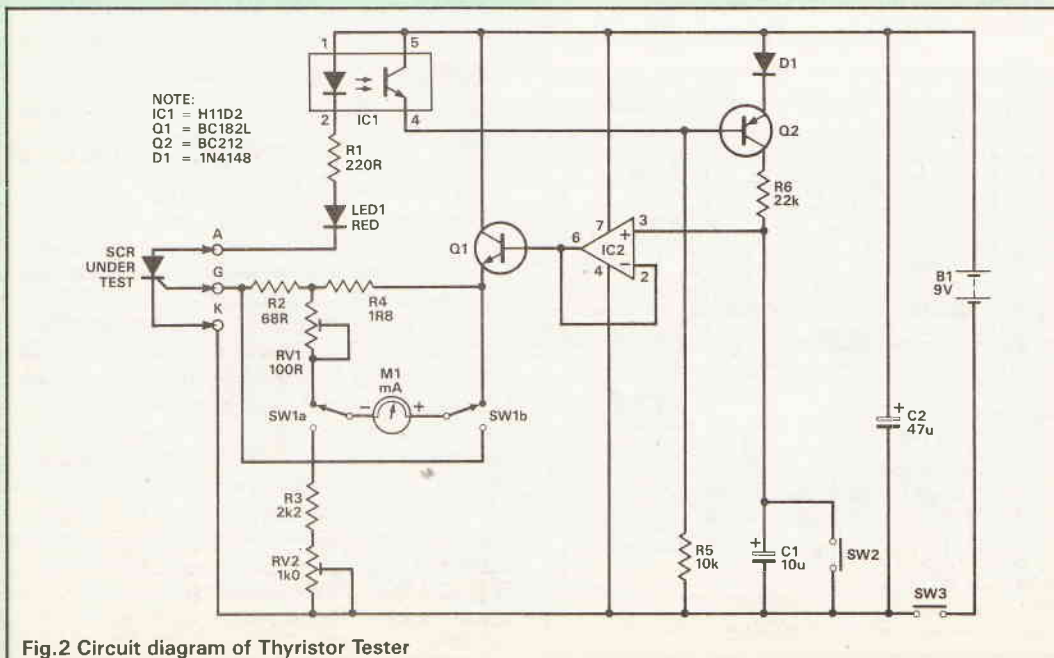 1
5
2
IC1
4
NOTE:
IC1 = H11D2
Q1 = BC182L
Q2 = BC212
D1 = 1N4148
R1
220R
LED1
RED
D1
Q2
R6
22k
A
G
K
SCR
UNDER
TEST
R2
68R
R4
1R8
RV1
100R
Q1
6
7
IC2
4
3
+
−
2
M1
mA
−
+
SW1a
SW1b
R3
2k2
RV2
1k0
R5
10k
+
C1
10u
SW2
+
C2
47u
B1
9V
SW3
Fig.2 Circuit diagram of Thyristor Tester